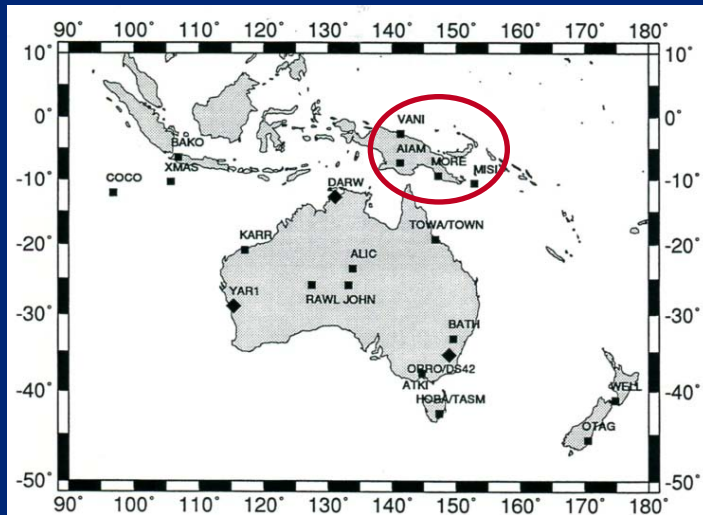 90° 100° 110° 120° 130° 140° 150° 160° 170° 180°
10° 10°
0° 0°
-10° -10°
-20° -20°
-30° -30°
-40° -40°
-50° -50°
VANI
AIAM
BAKO
MORE
XMAS
MISI
COCO
DARW
TOWA/TOWN
KARR
ALIC
YAR1
RAWL JOHN
BATH
ORRO/DS42
ATKI
WELL
HOBA/TASM
OTAG
90° 100° 110° 120° 130° 140° 150° 160° 170° 180°